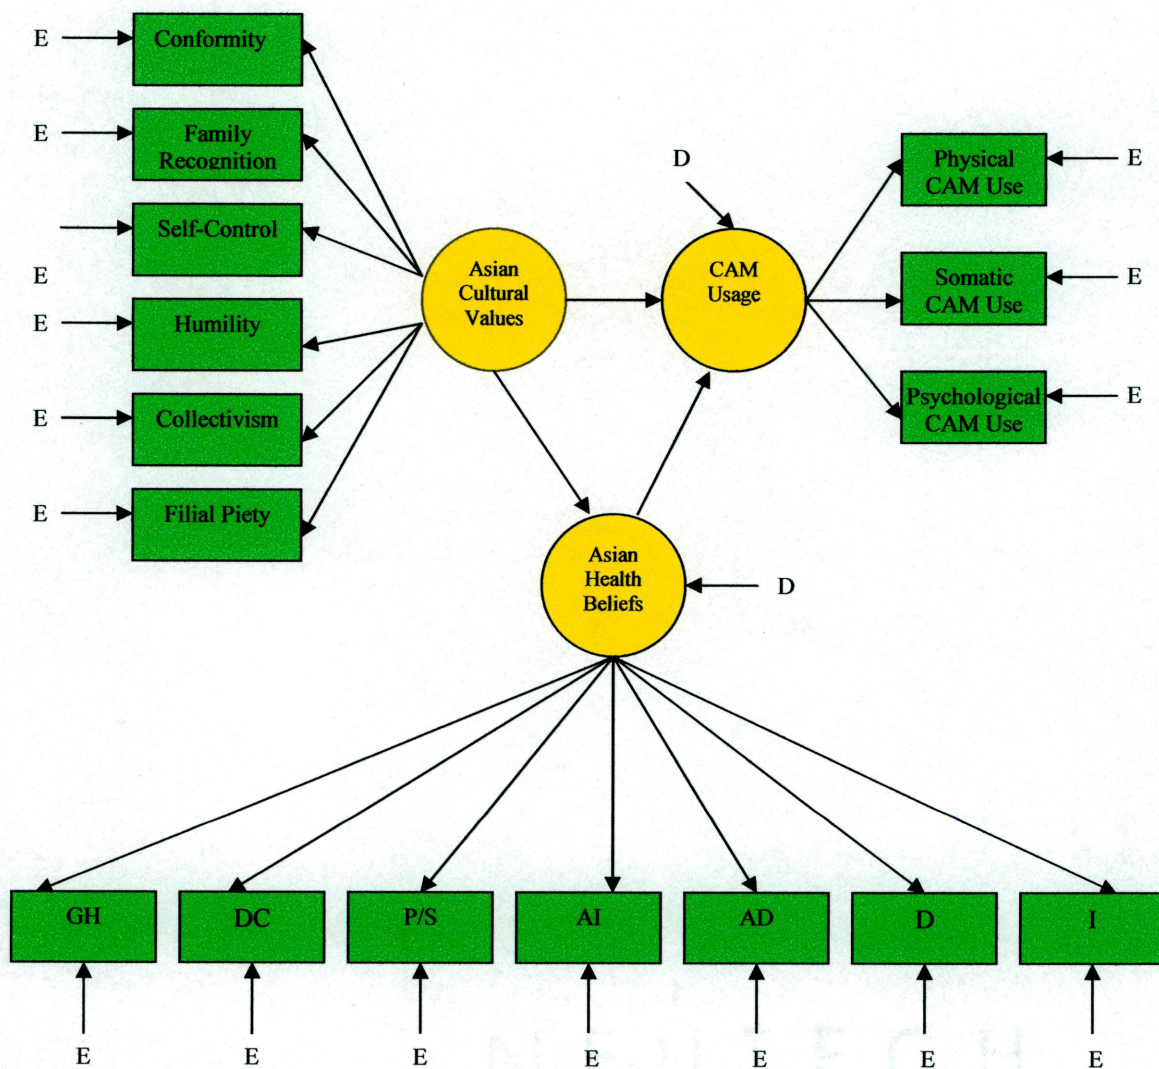 E
Conformity
E
Family
Recognition
Self-Control
E
E
Humility
E
Collectivism
E
Filial Piety
Asian
Cultural
Values
D
CAM
Usage
Physical
CAM Use
E
Somatic
CAM Use
E
Psychological
CAM Use
E
Asian
Health
Beliefs
D
GH
DC
P/S
AI
AD
D
I
E
E
E
E
E
E
E